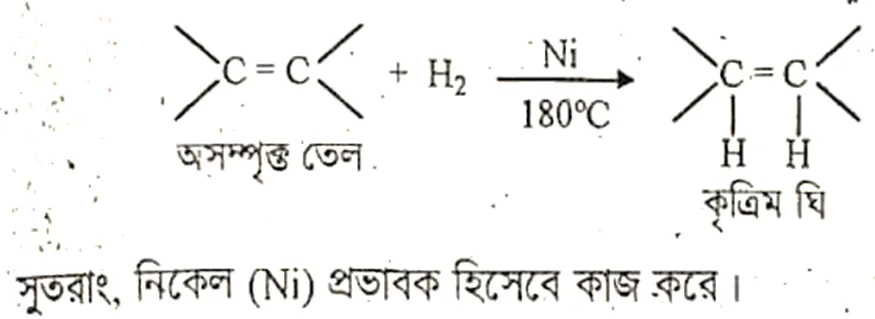 C = C + H₂ Ni 180°C C = C
H H
অসম্পৃক্ত তেল
কৃত্রিম ঘি
সুতরাং, নিকেল (Ni) প্রভাবক হিসেবে কাজ করে।